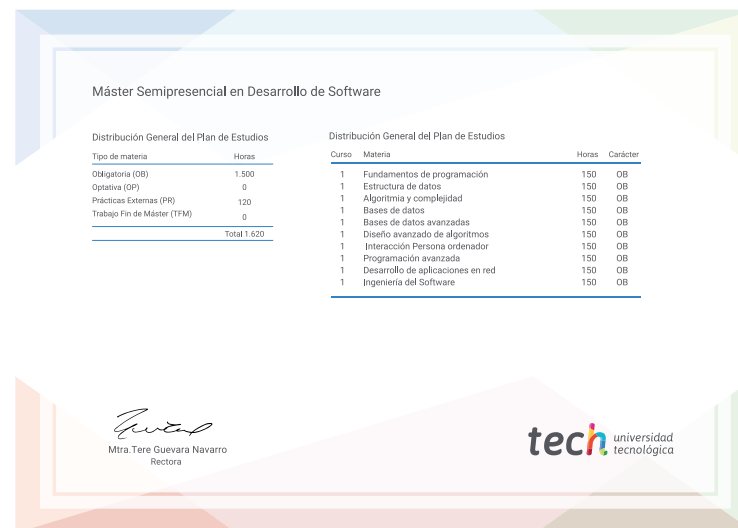 Máster Semipresencial en Desarrollo de Software
Distribución General del Plan de Estudios
Tipo de materia Horas
Obligatoria (OB) 1.500
Optativa (OP) 0
Prácticas Externas (PR) 120
Trabajo Fin de Máster (TFM) 0
Total 1.620
Distribución General del Plan de Estudios
Curso Materia Horas Carácter
1 Fundamentos de programación 150 OB
1 Estructura de datos 150 OB
1 Algoritmia y complejidad 150 OB
1 Bases de datos 150 OB
1 Bases de datos avanzadas 150 OB
1 Diseño avanzado de algoritmos 150 OB
1 Interacción Persona ordenador 150 OB
1 Programación avanzada 150 OB
1 Desarrollo de aplicaciones en red 150 OB
1 Ingeniería del Software 150 OB
Mtra.Tere Guevara Navarro
Rectora
tech universidad
tecnológica